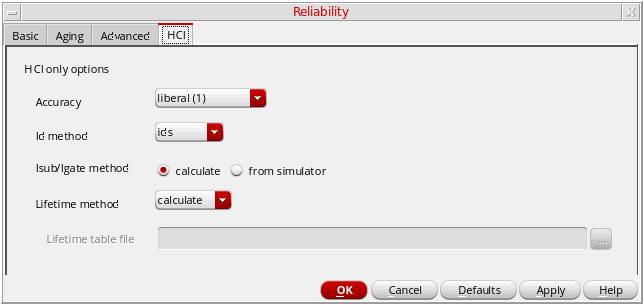 Reliability
Basic Aging Advanced HCI
HCI only options
Accuracy liberal (1)
Id method ids
Isub/Igate method calculate from simulator
Lifetime method calculate
Lifetime table file ...
OK Cancel Defaults Apply Help